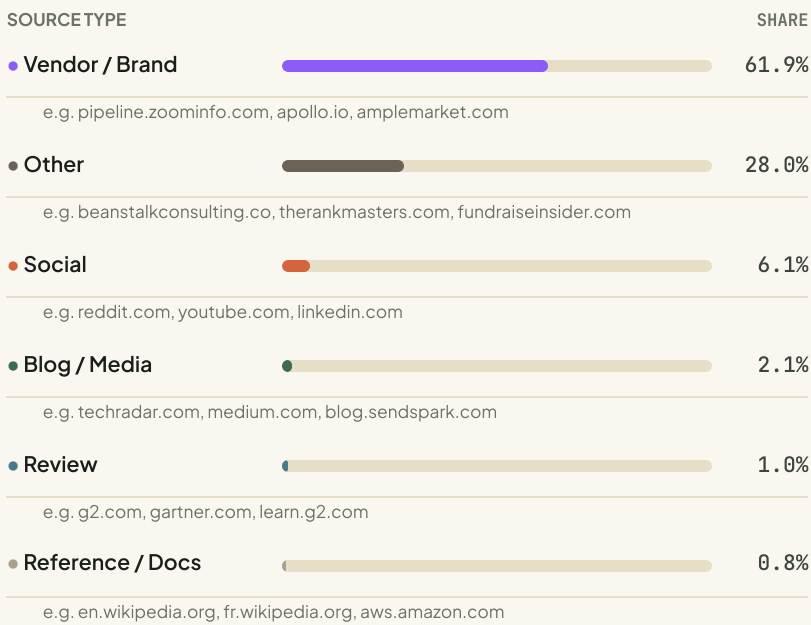 SOURCE TYPE SHARE
Vendor / Brand 61.9%
e.g. pipeline.zoominfo.com, apollo.io, amplemarket.com
Other 28.0%
e.g. beanstalkconsulting.co, therankmasters.com, fundraiseinsider.com
Social 6.1%
e.g. reddit.com, youtube.com, linkedin.com
Blog / Media 2.1%
e.g. techradar.com, medium.com, blog.sendspark.com
Review 1.0%
e.g. g2.com, gartner.com, learn.g2.com
Reference / Docs 0.8%
e.g. en.wikipedia.org, fr.wikipedia.org, aws.amazon.com